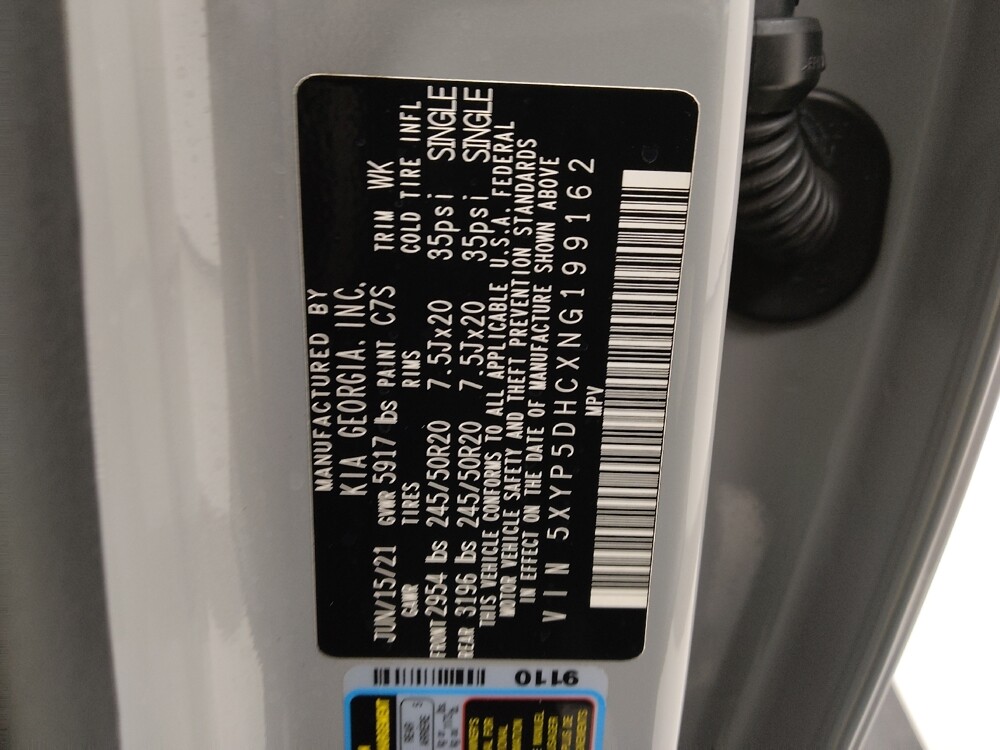 MANUFACTURED BY
KIA GEORGIA, INC.
JUN/15/21 GVWR 5917 lbs PAINT C7S TRIM WK
GAWR TIRES RIMS COLD TIRE INFL
FRONT 2954 lbs 245/50R20 7.5Jx20 35psi SINGLE
REAR 3196 lbs 245/50R20 7.5Jx20 35psi SINGLE
THIS VEHICLE CONFORMS TO ALL APPLICABLE U.S.A. FEDERAL
MOTOR VEHICLE SAFETY AND THEFT PREVENTION STANDARDS
IN EFFECT ON THE DATE OF MANUFACTURE SHOWN ABOVE
VIN 5XYP5DHCXNG199162
MPV
9110
REAR
ARRIÈRE